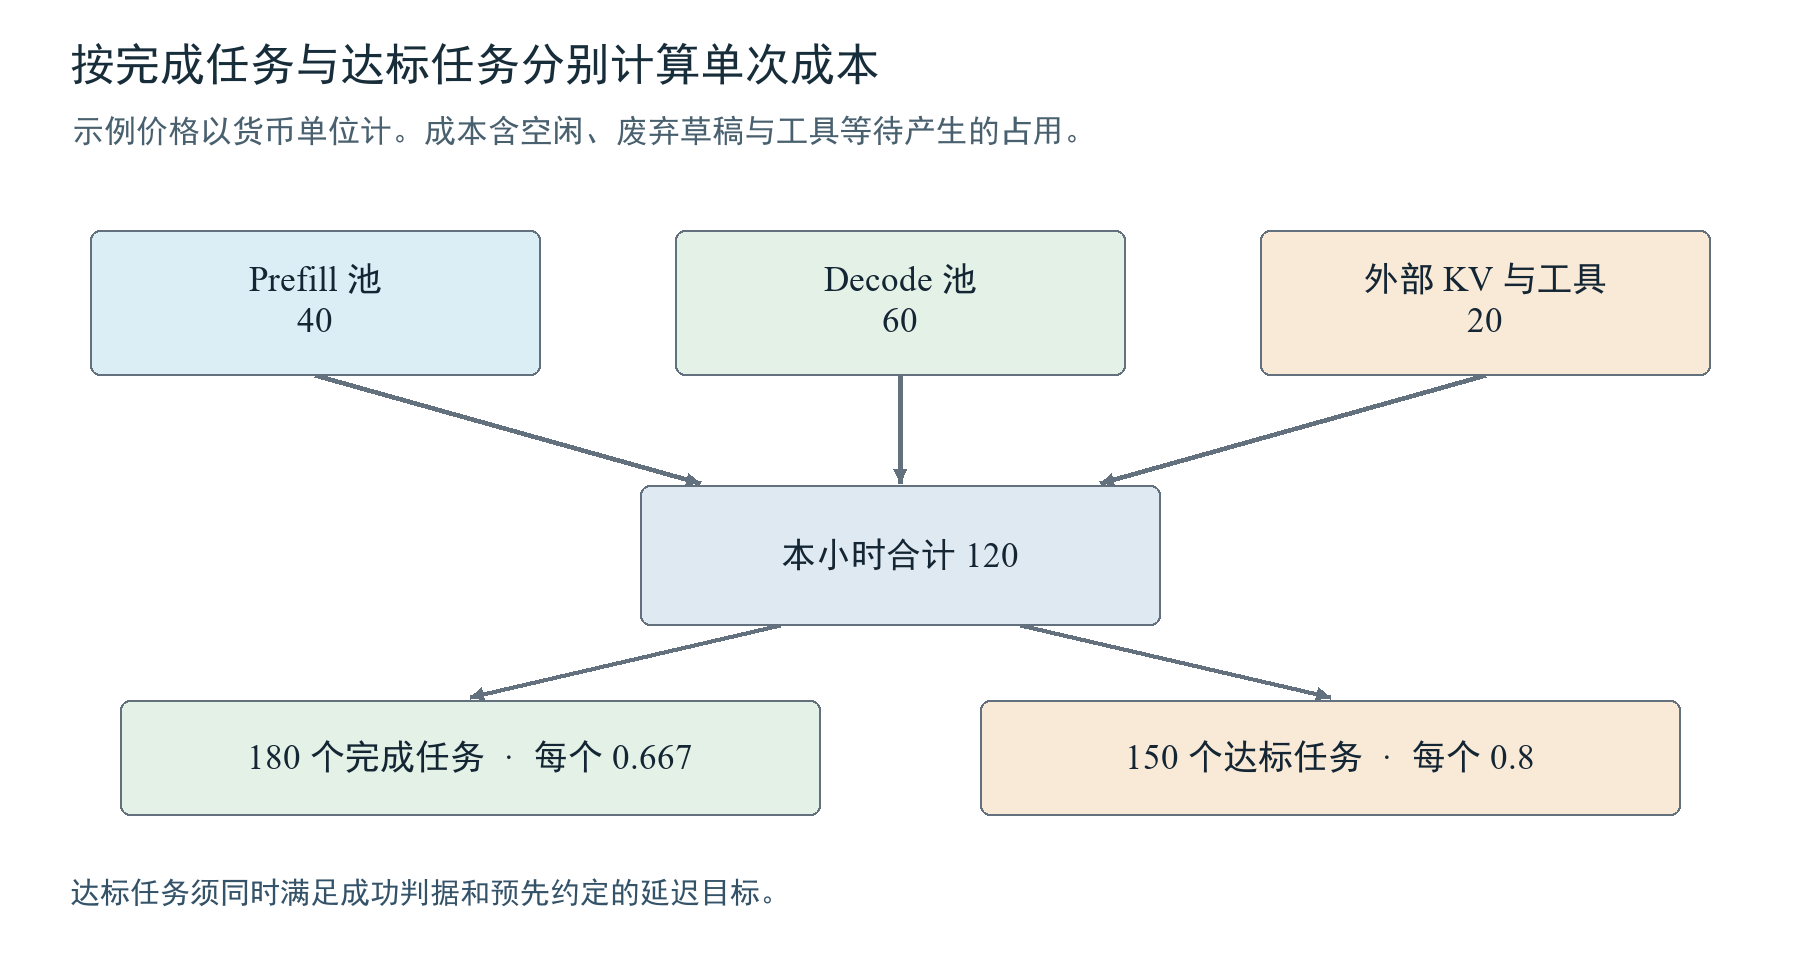 按完成任务与达标任务分别计算单次成本
示例价格以货币单位计。成本含空闲、废弃草稿与工具等待产生的占用。
Prefill 池
40
Decode 池
60
外部 KV 与工具
20
本小时合计 120
180 个完成任务 · 每个 0.667
150 个达标任务 · 每个 0.8
达标任务须同时满足成功判据和预先约定的延迟目标。